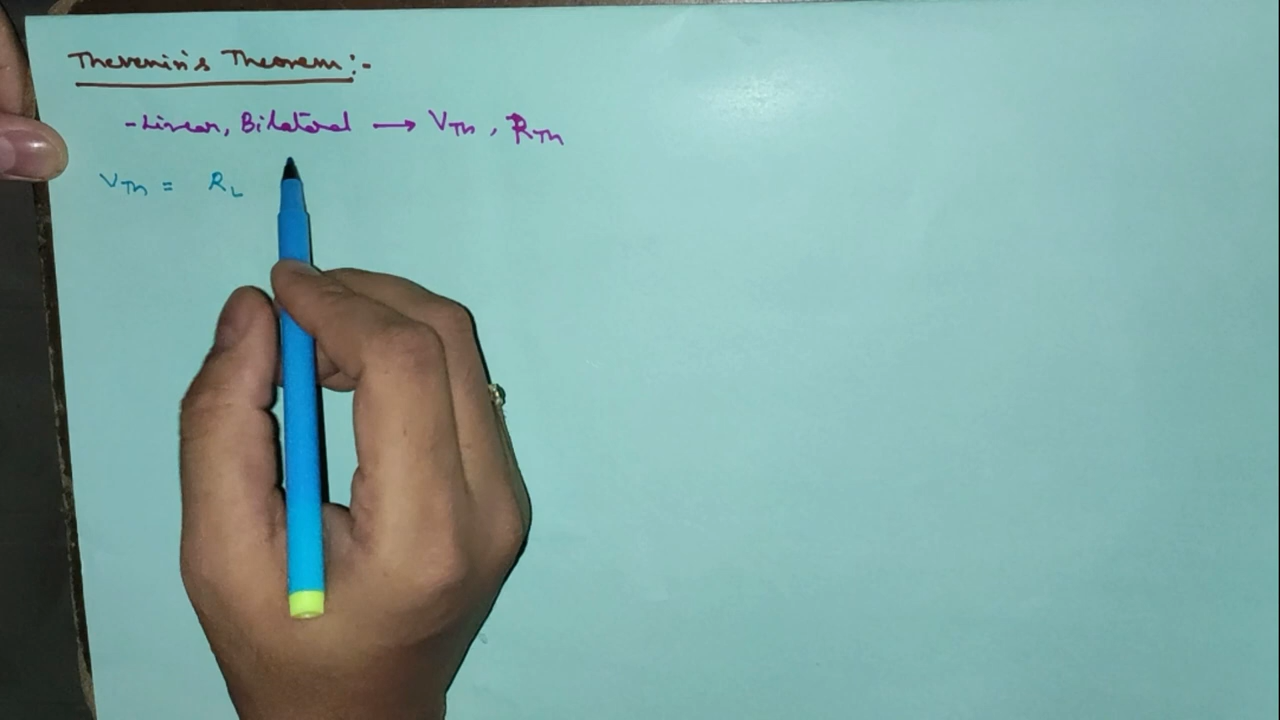 Thevenin's Theorem:-
- Linear, Bilateral → VTh, RTh
VTh = RL